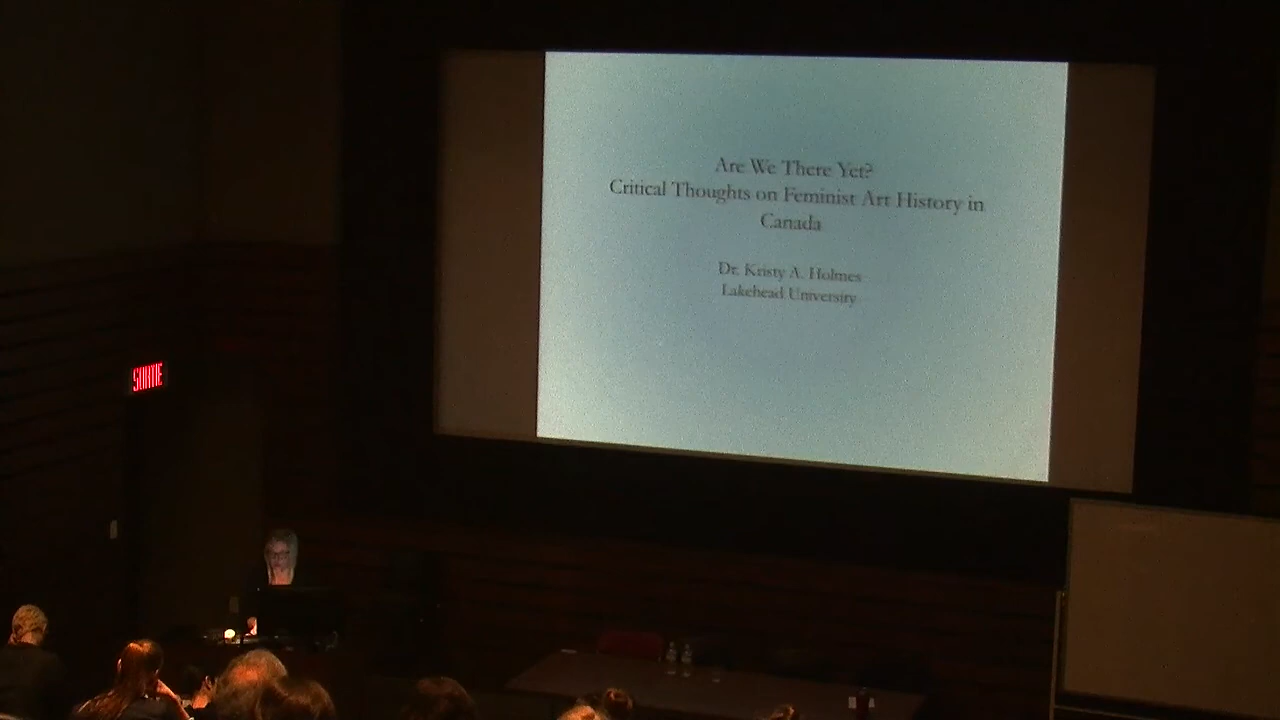 Are We There Yet?
Critical Thoughts on Feminist Art History in
Canada
Dr. Kristy A. Holmes
Lakehead University
SORTIE